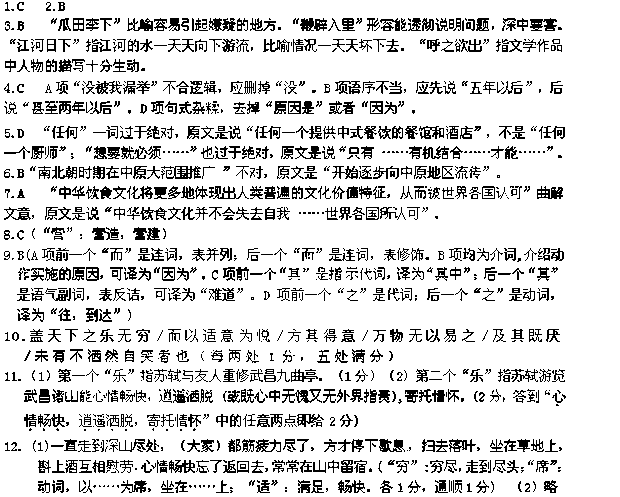 1.C 2.B
3.B “瓜田李下”比喻容易引起嫌疑的地方。“鞭辟入里”形容能透彻说明问题，深中要害。
“江河日下”指江河的水一天天向下游流，比喻情况一天天坏下去。“呼之欲出”指文学作品
中人物的描写十分生动。
4.C A项“没被我漏举”不合逻辑，应删掉“没”。B项语序不当，应先说“五年以后”，后
说“甚至两年以后”。D项句式杂糅，去掉“原因是”或者“因为”。
5.D “任何”一词过于绝对，原文是说“任何一个提供中式餐饮的餐馆和酒店”，不是“任何
一个厨师”；“想要就必须……”也过于绝对，原文是说“只有 ……有机结合……才能……”。
6.B“南北朝时期在中原大范围推广 ”不对，原文是“开始逐步向中原地区流传”。
7.A “中华饮食文化将更多地体现出人类普遍的文化价值特征，从而被世界各国认可”曲解
文意，原文是说“中华饮食文化并不会失去自我 ……世界各国所认可”。
8.C（“营”：营造，营建）
9.B(A项前一个“而”是连词，表并列；后一个“而”是连词，表修饰。B项均为介词,介绍动
作实施的原因，可译为“因为”。C项前一个“其”是指示代词，译为“其中”；后一个“其”
是语气副词，表反诘，可译为“难道”。D 项前一个“之”是代词；后一个“之”是动词，
译为“往，到达”)
10.盖天下之乐无穷/而以适意为悦/方其得意/万物无以易之/及其既厌
/未有不洒然自笑者也（每两处1分，五处满分）
11.（1）第一个“乐”指苏轼与友人重修武昌九曲亭。（1分）（2）第二个“乐”指苏轼游览
武昌诸山能心情畅快，逍遥洒脱（或既心中无愧又无外界指责),寄托情怀。(2分，答到“心
情畅快，逍遥洒脱，寄托情怀”中的任意两点即给2分)
12.（1)一直走到深山尽处，（大家）都筋疲力尽了，方才停下歇息，扫去落叶，坐在草地上，
斟上酒互相慰劳.心情畅快忘了返回去,常常在山中留宿.(“穷”:穷尽,走到尽头;“席”:
动词，以……为席，坐在……上；“适”：满足，畅快。各1分，通顺1分） （2）略